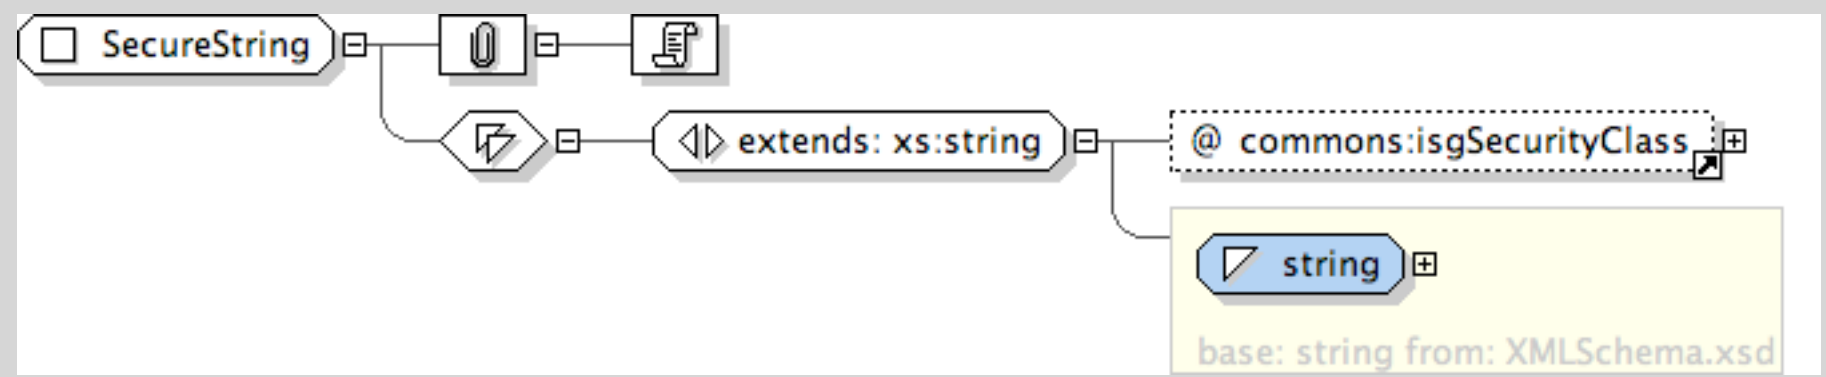 SecureString
extends: xs:string
@ commons:isgSecurityClass
string
base: string from: XMLSchema.xsd